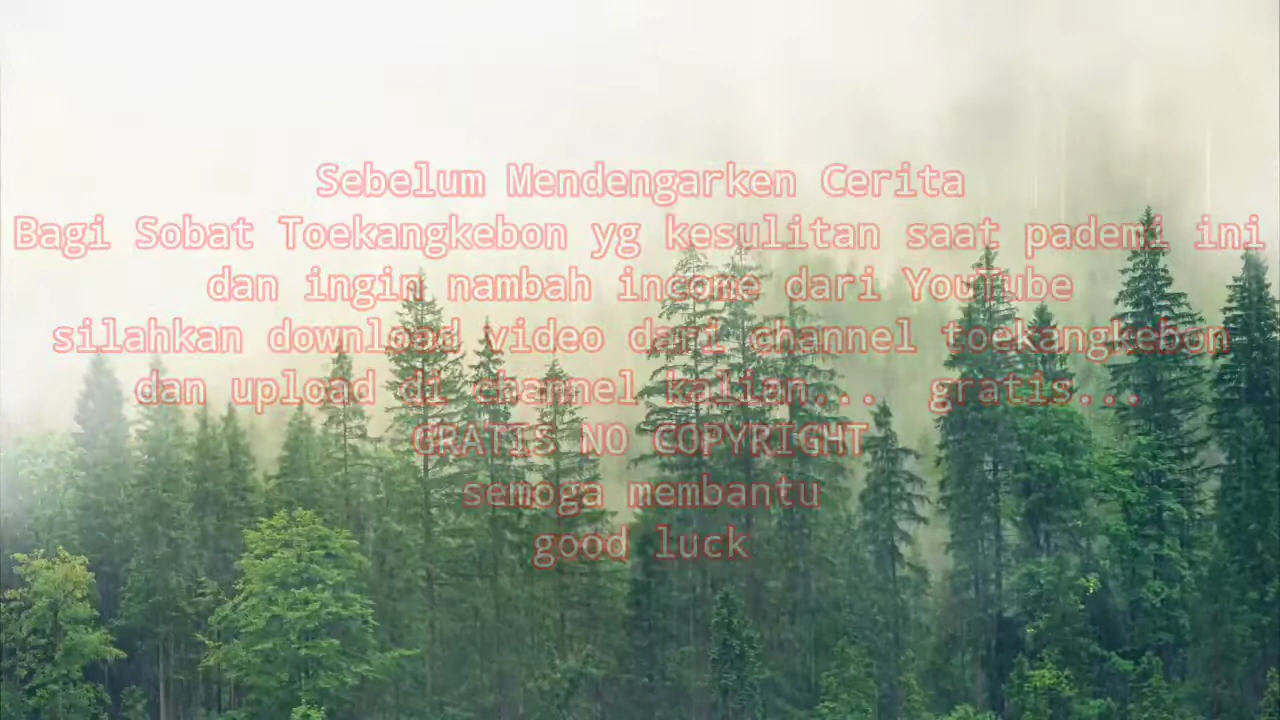 Sebelum Mendengarken Cerita
Bagi Sobat Toekangkebon yg kesulitan saat pademi ini
dan ingin nambah income dari YouTube
silahkan download video dari channel toekangkebon
dan upload di channel kalian... gratis...
GRATIS NO COPYRIGHT
semoga membantu
good luck